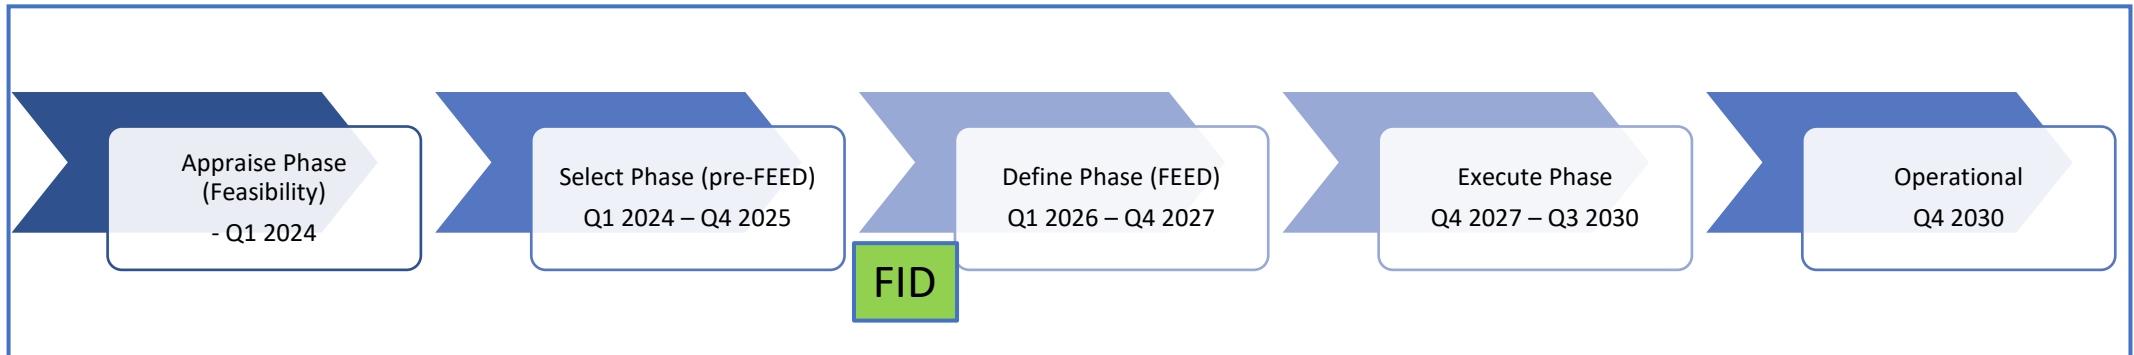 Appraise Phase
(Feasibility)
- Q1 2024
Select Phase (pre-FEED)
Q1 2024 – Q4 2025
FID
Define Phase (FEED)
Q1 2026 – Q4 2027
Execute Phase
Q4 2027 – Q3 2030
Operational
Q4 2030